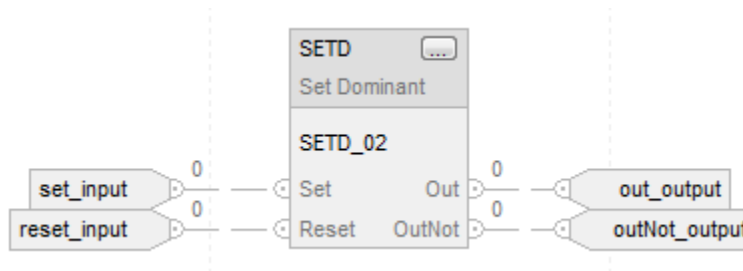 SETD ...
Set Dominant
SETD_02
set_input 0 Set Out 0 out_output
reset_input 0 Reset OutNot 0 outNot_output